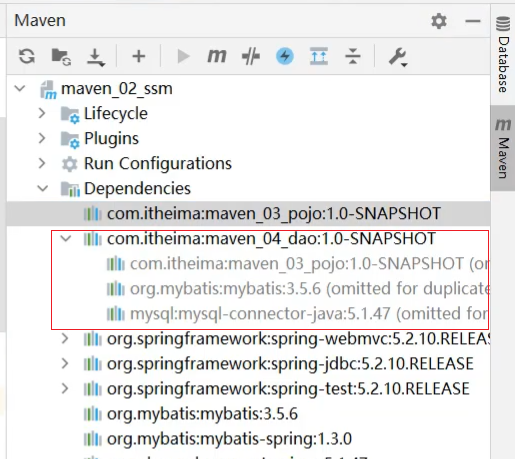 Maven
maven_02_ssm
Lifecycle
Plugins
Run Configurations
Dependencies
com.itheima:maven_03_pojo:1.0-SNAPSHOT
com.itheima:maven_04_dao:1.0-SNAPSHOT
com.itheima:maven_03_pojo:1.0-SNAPSHOT (or
org.mybatis:mybatis:3.5.6 (omitted for duplicate
mysql:mysql-connector-java:5.1.47 (omitted for
org.springframework:spring-webmvc:5.2.10.RELEA
org.springframework:spring-jdbc:5.2.10.RELEASE
org.springframework:spring-test:5.2.10.RELEASE
org.mybatis:mybatis:3.5.6
org.mybatis:mybatis-spring:1.3.0
Database
m Maven